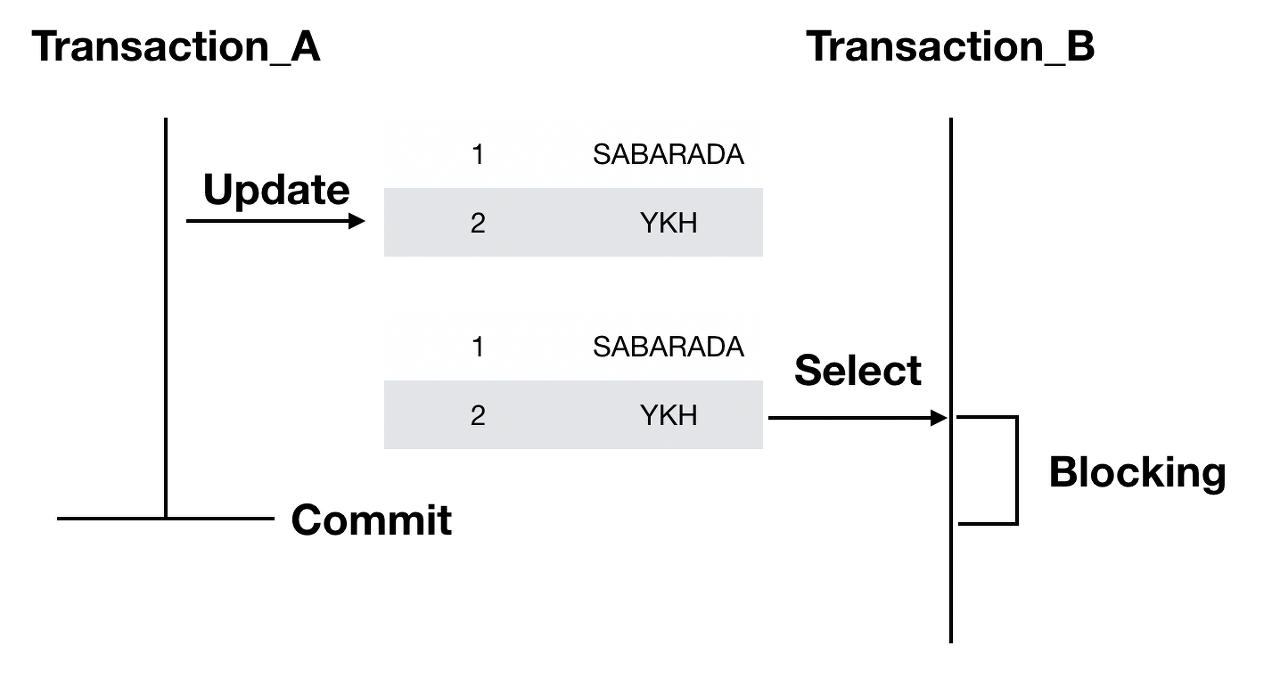 Transaction_A
Transaction_B
1 SABARADA
Update
2 YKH
1 SABARADA
Select
2 YKH
Blocking
Commit